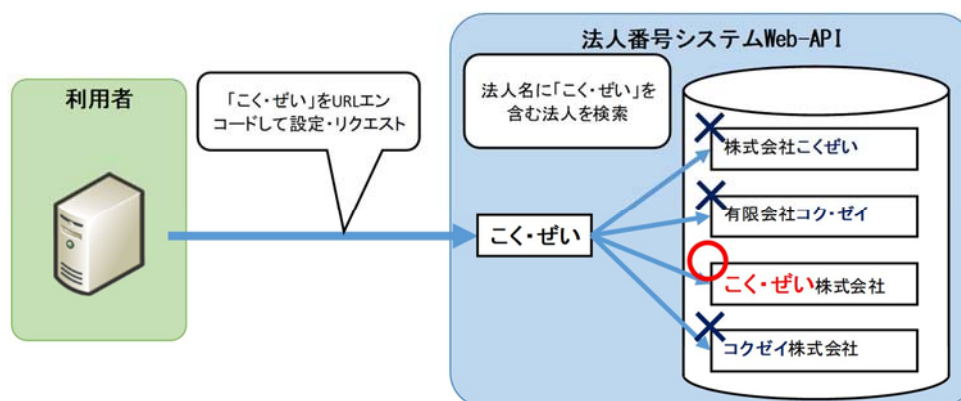 法人番号システムWeb-API
利用者
「こく・ぜい」をURLエン
コードして設定・リクエスト
法人名に「こく・ぜい」を
含む法人を検索
こく・ぜい
株式会社こくぜい
有限会社コク・ゼイ
こく・ぜい株式会社
コクゼイ株式会社